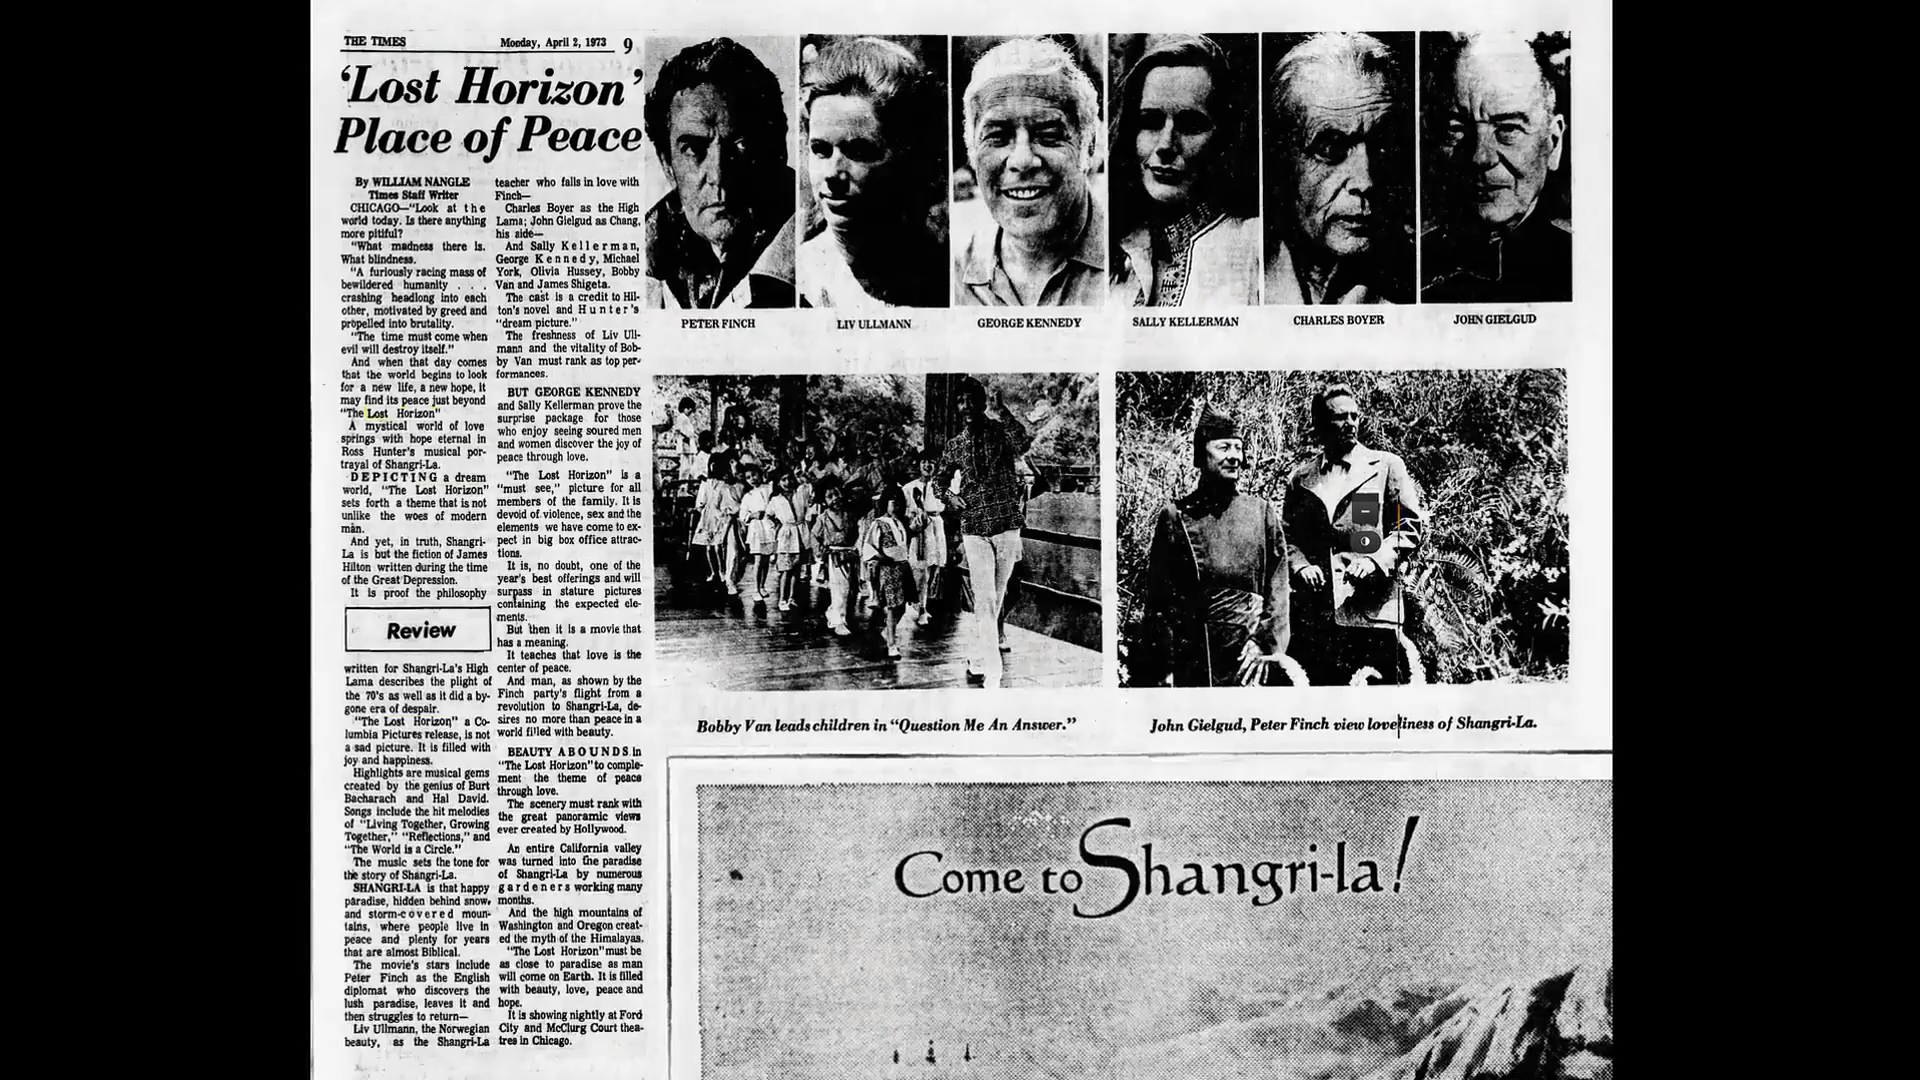 THE TIMES Monday, April 2, 1973 9
'Lost Horizon'
Place of Peace
By WILLIAM NANGLE
Times Staff Writer
CHICAGO—"Look at the
world today. Is there anything
more pitiful?
"What madness there is.
What blindness.
"A furiously racing mass of
bewildered humanity . . .
crashing headlong into each
other, motivated by greed and
propelled into brutality.
"The time must come when
evil will destroy itself."
And when that day comes
that the world begins to look
for a new life, a new hope, it
may find its peace just beyond
"The Lost Horizon"
A mystical world of love
springs with hope eternal in
Ross Hunter's musical por-
trayal of Shangri-La.
DEPICTING a dream
world, "The Lost Horizon"
sets forth a theme that is not
unlike the woes of modern
man.
And yet, in truth, Shangri-
La is but the fiction of James
Hilton written during the time
of the Great Depression.
It is proof the philosophy
Review
written for Shangri-La's High
Lama describes the plight of
the 70's as well as it did a by-
gone era of despair.
"The Lost Horizon" a Co-
lumbia Pictures release, is not
a sad picture. It is filled with
joy and happiness.
Highlights are musical gems
created by the genius of Burt
Bacharach and Hal David.
Songs include the hit melodies
of "Living Together, Growing
Together," "Reflections," and
"The World is a Circle."
The music sets the tone for
the story of Shangri-La.
SHANGRI-LA is that happy
paradise, hidden behind snow,
and storm-covered moun-
tains, where people live in
peace and plenty for years
that are almost Biblical.
The movie's stars include
Peter Finch as the English
diplomat who discovers the
lush paradise, leaves it and
then struggles to return—
Liv Ullmann, the Norwegian
beauty, as the Shangri-La
teacher who falls in love with
Finch—
Charles Boyer as the High
Lama; John Gielgud as Chang,
his aide—
And Sally Kellerman,
George Kennedy, Michael
York, Olivia Hussey, Bobby
Van and James Shigeta.
The cast is a credit to Hil-
ton's novel and Hunter's
"dream picture."
The freshness of Liv Ull-
mann and the vitality of Bob-
by Van must rank as top per-
formances.
BUT GEORGE KENNEDY
and Sally Kellerman prove the
surprise package for those
who enjoy seeing soured men
and women discover the joy of
peace through love.
"The Lost Horizon" is a
"must see," picture for all
members of the family. It is
devoid of violence, sex and the
elements we have come to ex-
pect in big box office attrac-
tions.
It is, no doubt, one of the
year's best offerings and will
surpass in stature pictures
containing the expected ele-
ments.
But then it is a movie that
has a meaning.
It teaches that love is the
center of peace.
And man, as shown by the
Finch party's flight from a
revolution to Shangri-La, de-
sires no more than peace in a
world filled with beauty.
BEAUTY ABOUNDS in
"The Lost Horizon" to comple-
ment the theme of peace
through love.
The scenery must rank with
the great panoramic views
ever created by Hollywood.
An entire California valley
was turned into the paradise
of Shangri-La by numerous
gardeners working many
months.
And the high mountains of
Washington and Oregon creat-
ed the myth of the Himalayas.
"The Lost Horizon" must be
as close to paradise as man
will come on Earth. It is filled
with beauty, love, peace and
hope.
It is showing nightly at Ford
City and McClurg Court thea-
tres in Chicago.
PETER FINCH
LIV ULLMANN
GEORGE KENNEDY
SALLY KELLERMAN
CHARLES BOYER
JOHN GIELGUD
Bobby Van leads children in "Question Me An Answer."
John Gielgud, Peter Finch view loveliness of Shangri-La.
Come to Shangri-la!